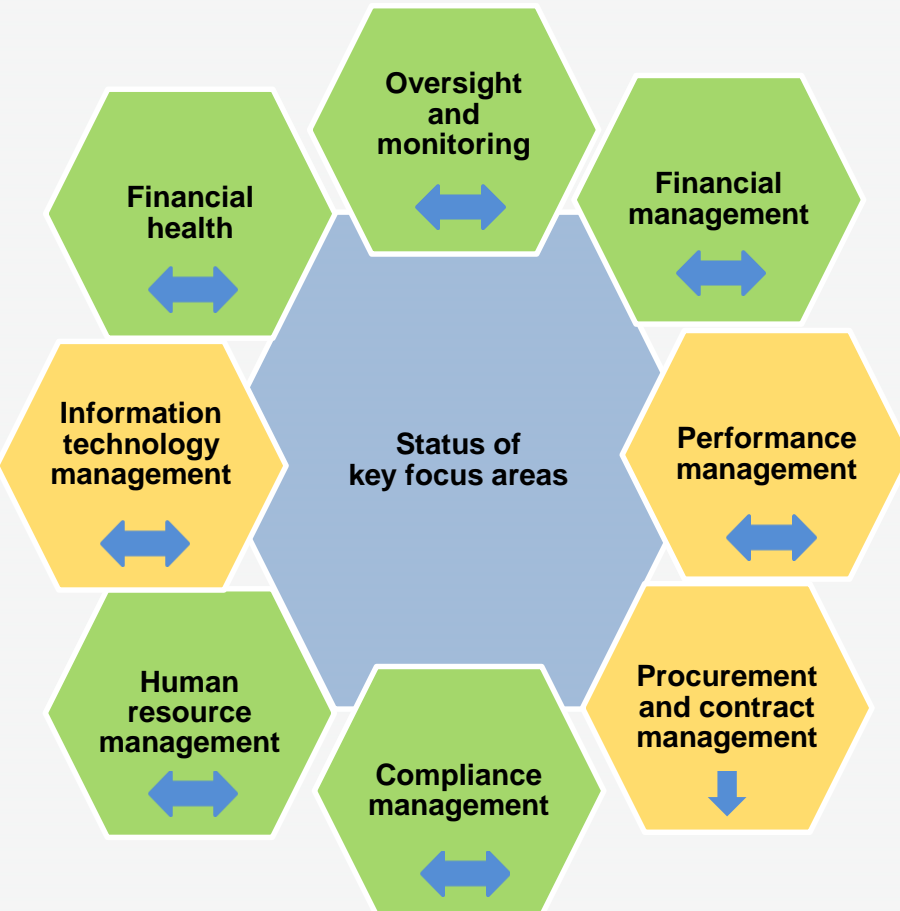 Oversight
and
monitoring
Financial
management
Financial
health
Information
technology
management
Status of
key focus areas
Performance
management
Human
resource
management
Procurement
and contract
management
Compliance
management